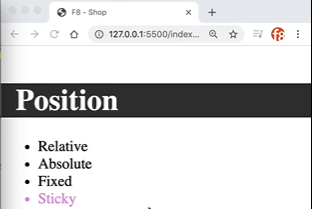 F8 - Shop
127.0.0.1:5500/index...
Position
Relative
Absolute
Fixed
Sticky